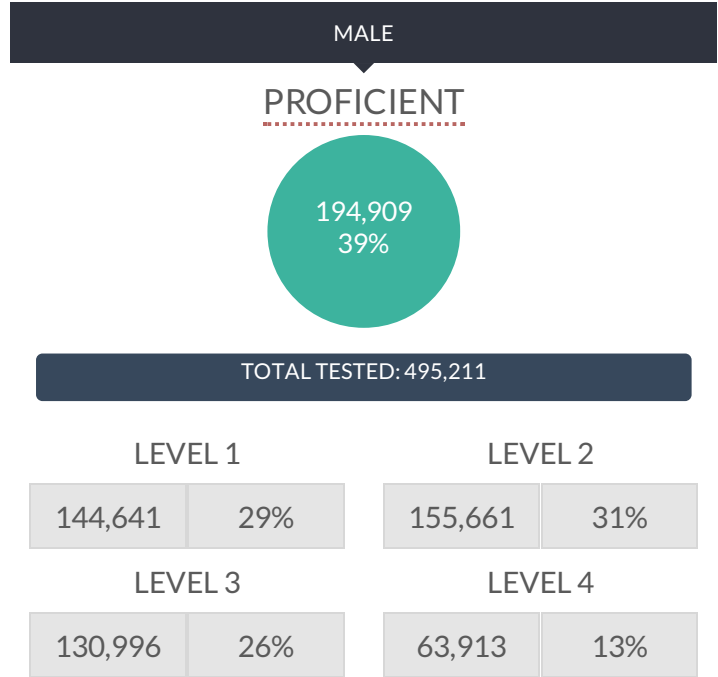 MALE
PROFICIENT
194,909
39%
TOTAL TESTED: 495,211
LEVEL 1
LEVEL 2
144,641 29%
155,661 31%
LEVEL 3
LEVEL 4
130,996 26%
63,913 13%